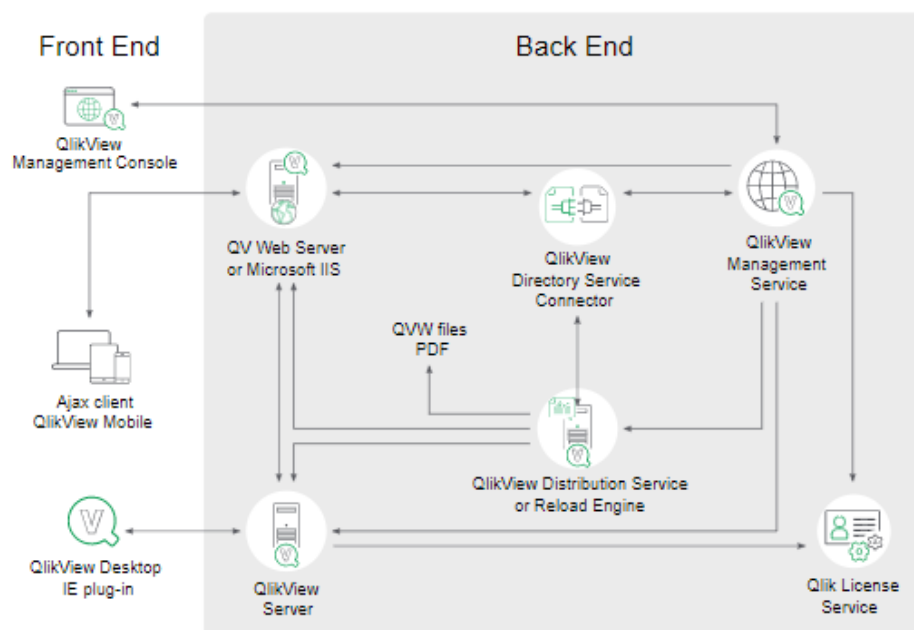 Front End
Back End
QlikView
Management Console
QV Web Server
or Microsoft IIS
QlikView
Directory Service
Connector
QlikView
Management
Service
QVW files
PDF
Ajax client
QlikView Mobile
QlikView Distribution Service
or Reload Engine
QlikView Desktop
IE plug-in
QlikView
Server
Qlik License
Service